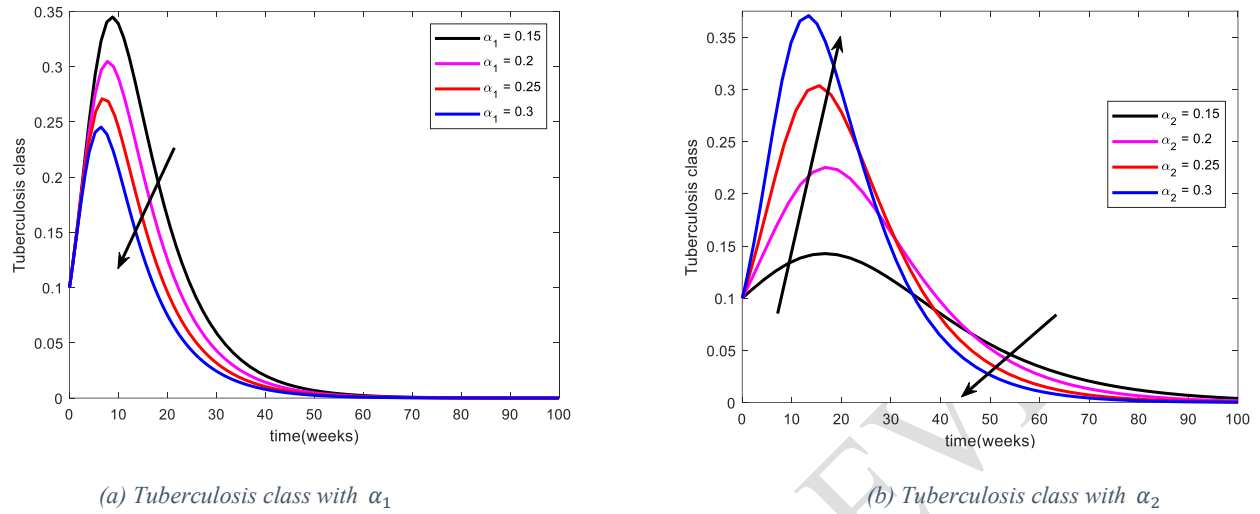 0.35
0.3
0.25
0.2
0.15
0.1
0.05
0
Tuberculosis class
α1 = 0.15
α1 = 0.2
α1 = 0.25
α1 = 0.3
0 10 20 30 40 50 60 70 80 90 100
time(weeks)
(a) Tuberculosis class with α1
0.35
0.3
0.25
0.2
0.15
0.1
0.05
0
Tuberculosis class
α2 = 0.15
α2 = 0.2
α2 = 0.25
α2 = 0.3
0 10 20 30 40 50 60 70 80 90 100
time(weeks)
(b) Tuberculosis class with α2